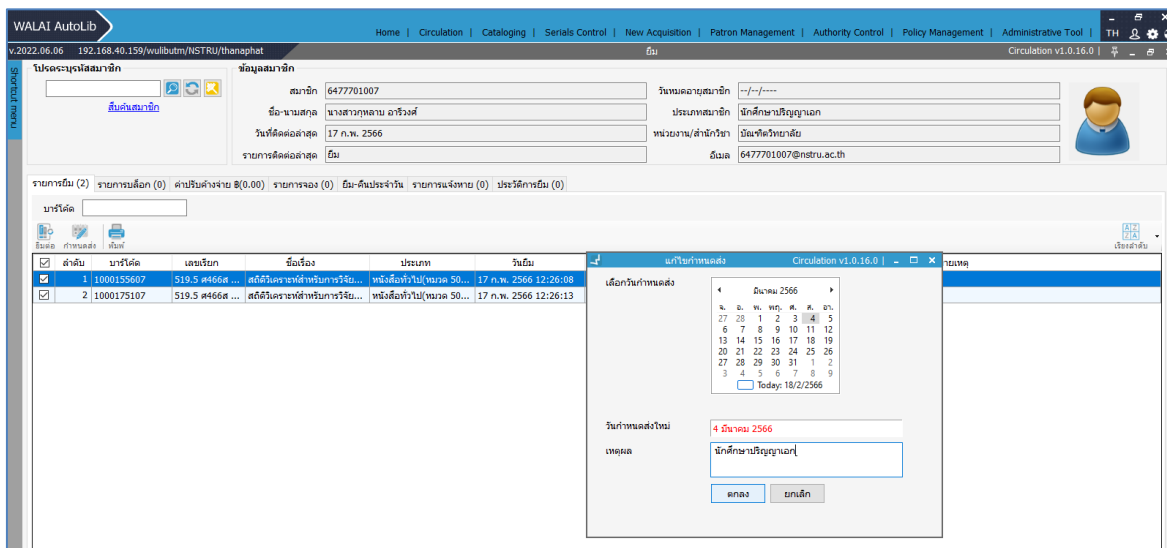 WALAI AutoLib
Home | Circulation | Cataloging | Serials Control | New Acquisition | Patron Management | Authority Control | Policy Management | Administrative Tool | TH
v.2022.06.06 192.168.40.159/wulibutm/NSTRU/thanaphat ยืม Circulation v1.0.16.0 |
Shortcut menu
โปรดระบุรหัสสมาชิก
สืบค้นสมาชิก
ข้อมูลสมาชิก
สมาชิก 6477701007 วันหมดอายุสมาชิก --/--/----
ชื่อ-นามสกุล นางสาวกุหลาบ อารีวงศ์ ประเภทสมาชิก นักศึกษาปริญญาเอก
วันที่ติดต่อล่าสุด 17 ก.พ. 2566 หน่วยงาน/สำนักวิชา บัณฑิตวิทยาลัย
รายการติดต่อล่าสุด ยืม อีเมล 6477701007@nstru.ac.th
รายการยืม (2) รายการบล็อก (0) ค่าปรับค้างจ่าย ฿(0.00) รายการจอง (0) ยืม-คืนประจำวัน รายการแจ้งหาย (0) ประวัติการยืม (0)
บาร์โค้ด
ยืมต่อ กำหนดส่ง พิมพ์ เรียงลำดับ
ลำดับ บาร์โค้ด เลขเรียก ชื่อเรื่อง ประเภท วันยืม ายเหตุ
1 1000155607 519.5 ศ466ส ... สถิติวิเคราะห์สำหรับการวิจัย... หนังสือทั่วไป(หมวด 50... 17 ก.พ. 2566 12:26:08
2 1000175107 519.5 ศ466ส ... สถิติวิเคราะห์สำหรับการวิจัย... หนังสือทั่วไป(หมวด 50... 17 ก.พ. 2566 12:26:13
แก้ไขกำหนดส่ง Circulation v1.0.16.0 |
เลือกวันกำหนดส่ง
มีนาคม 2566
จ. อ. พ. พฤ. ศ. ส. อา.
27 28 1 2 3 4 5
6 7 8 9 10 11 12
13 14 15 16 17 18 19
20 21 22 23 24 25 26
27 28 29 30 31 1 2
3 4 5 6 7 8 9
Today: 18/2/2566
วันกำหนดส่งใหม่ 4 มีนาคม 2566
เหตุผล นักศึกษาปริญญาเอก
ตกลง ยกเลิก